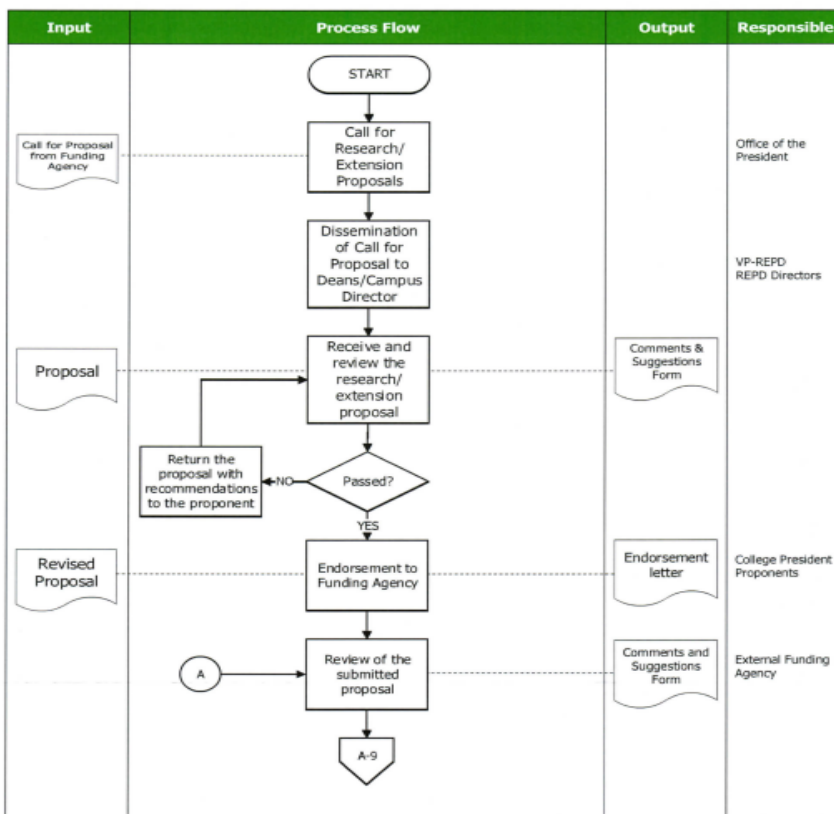 Input
Process Flow
Output
Responsible
START
Call for Proposal
from Funding
Agency
Call for
Research/
Extension
Proposals
Office of the
President
Dissemination
of Call for
Proposal to
Deans/Campus
Director
VP-REPD
REPD Directors
Proposal
Receive and
review the
research/
extension
proposal
Comments &
Suggestions
Form
Return the
proposal with
recommendations
to the proponent
NO
Passed?
YES
Revised
Proposal
Endorsement to
Funding Agency
Endorsement
letter
College President
Proponents
A
Review of the
submitted
proposal
Comments and
Suggestions
Form
External Funding
Agency
A-9